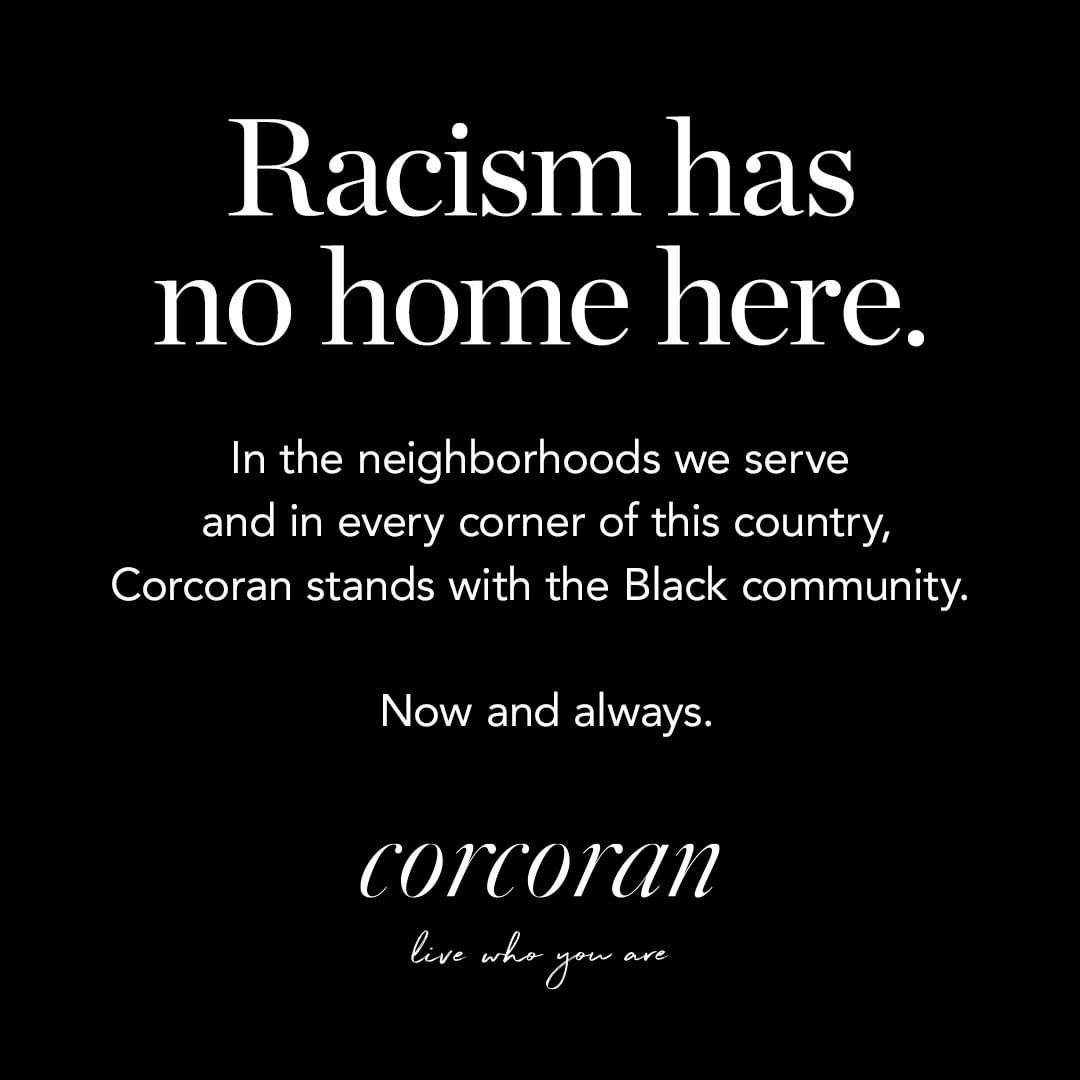 Racism has
no home here.
In the neighborhoods we serve
and in every corner of this country,
Corcoran stands with the Black community.
Now and always.
corcoran
live who you are